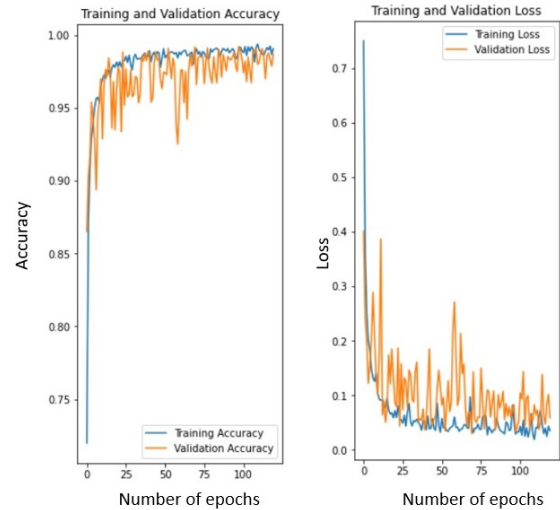 Training and Validation Accuracy
1.00
0.95
0.90
0.85
0.80
0.75
Accuracy
Training Accuracy
Validation Accuracy
0
25
50
75
100
Number of epochs
Training and Validation Loss
Training Loss
Validation Loss
0.7
0.6
0.5
0.4
0.3
0.2
0.1
0.0
Loss
0
25
50
75
100
Number of epochs